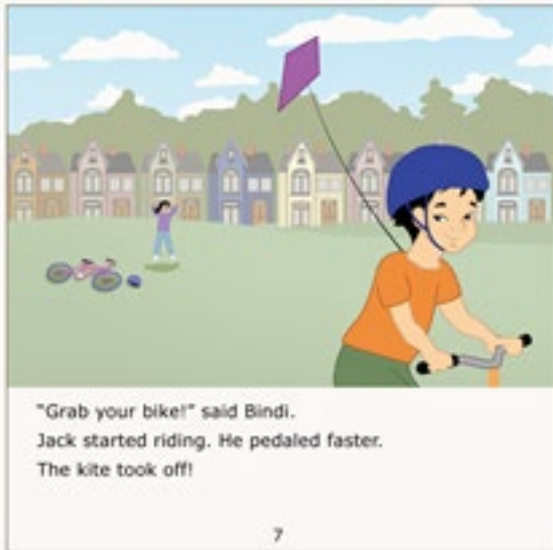 "Grab your bike!" said Bindi.
Jack started riding. He pedaled faster.
The kite took off!
7